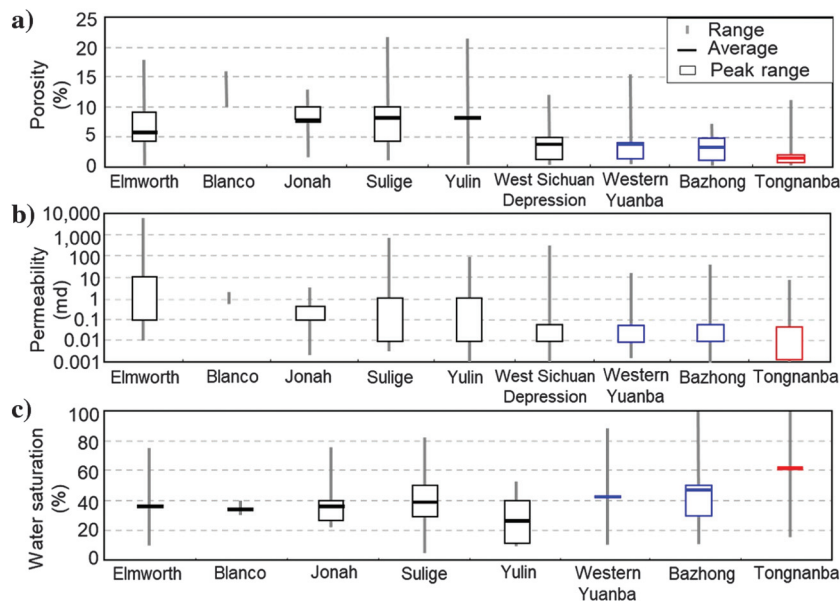 a)
Porosity
(%)
25
20
15
10
5
0
Range
Average
Peak range
Elmworth Blanco Jonah Sulige Yulin West Sichuan Depression Western Yuanba Bazhong Tongnanba
b)
Permeability
(md)
10,000
1,000
100
10
1
0.1
0.01
0.001
Elmworth Blanco Jonah Sulige Yulin West Sichuan Depression Western Yuanba Bazhong Tongnanba
c)
Water saturation
(%)
100
80
60
40
20
0
Elmworth Blanco Jonah Sulige Yulin Western Yuanba Bazhong Tongnanba